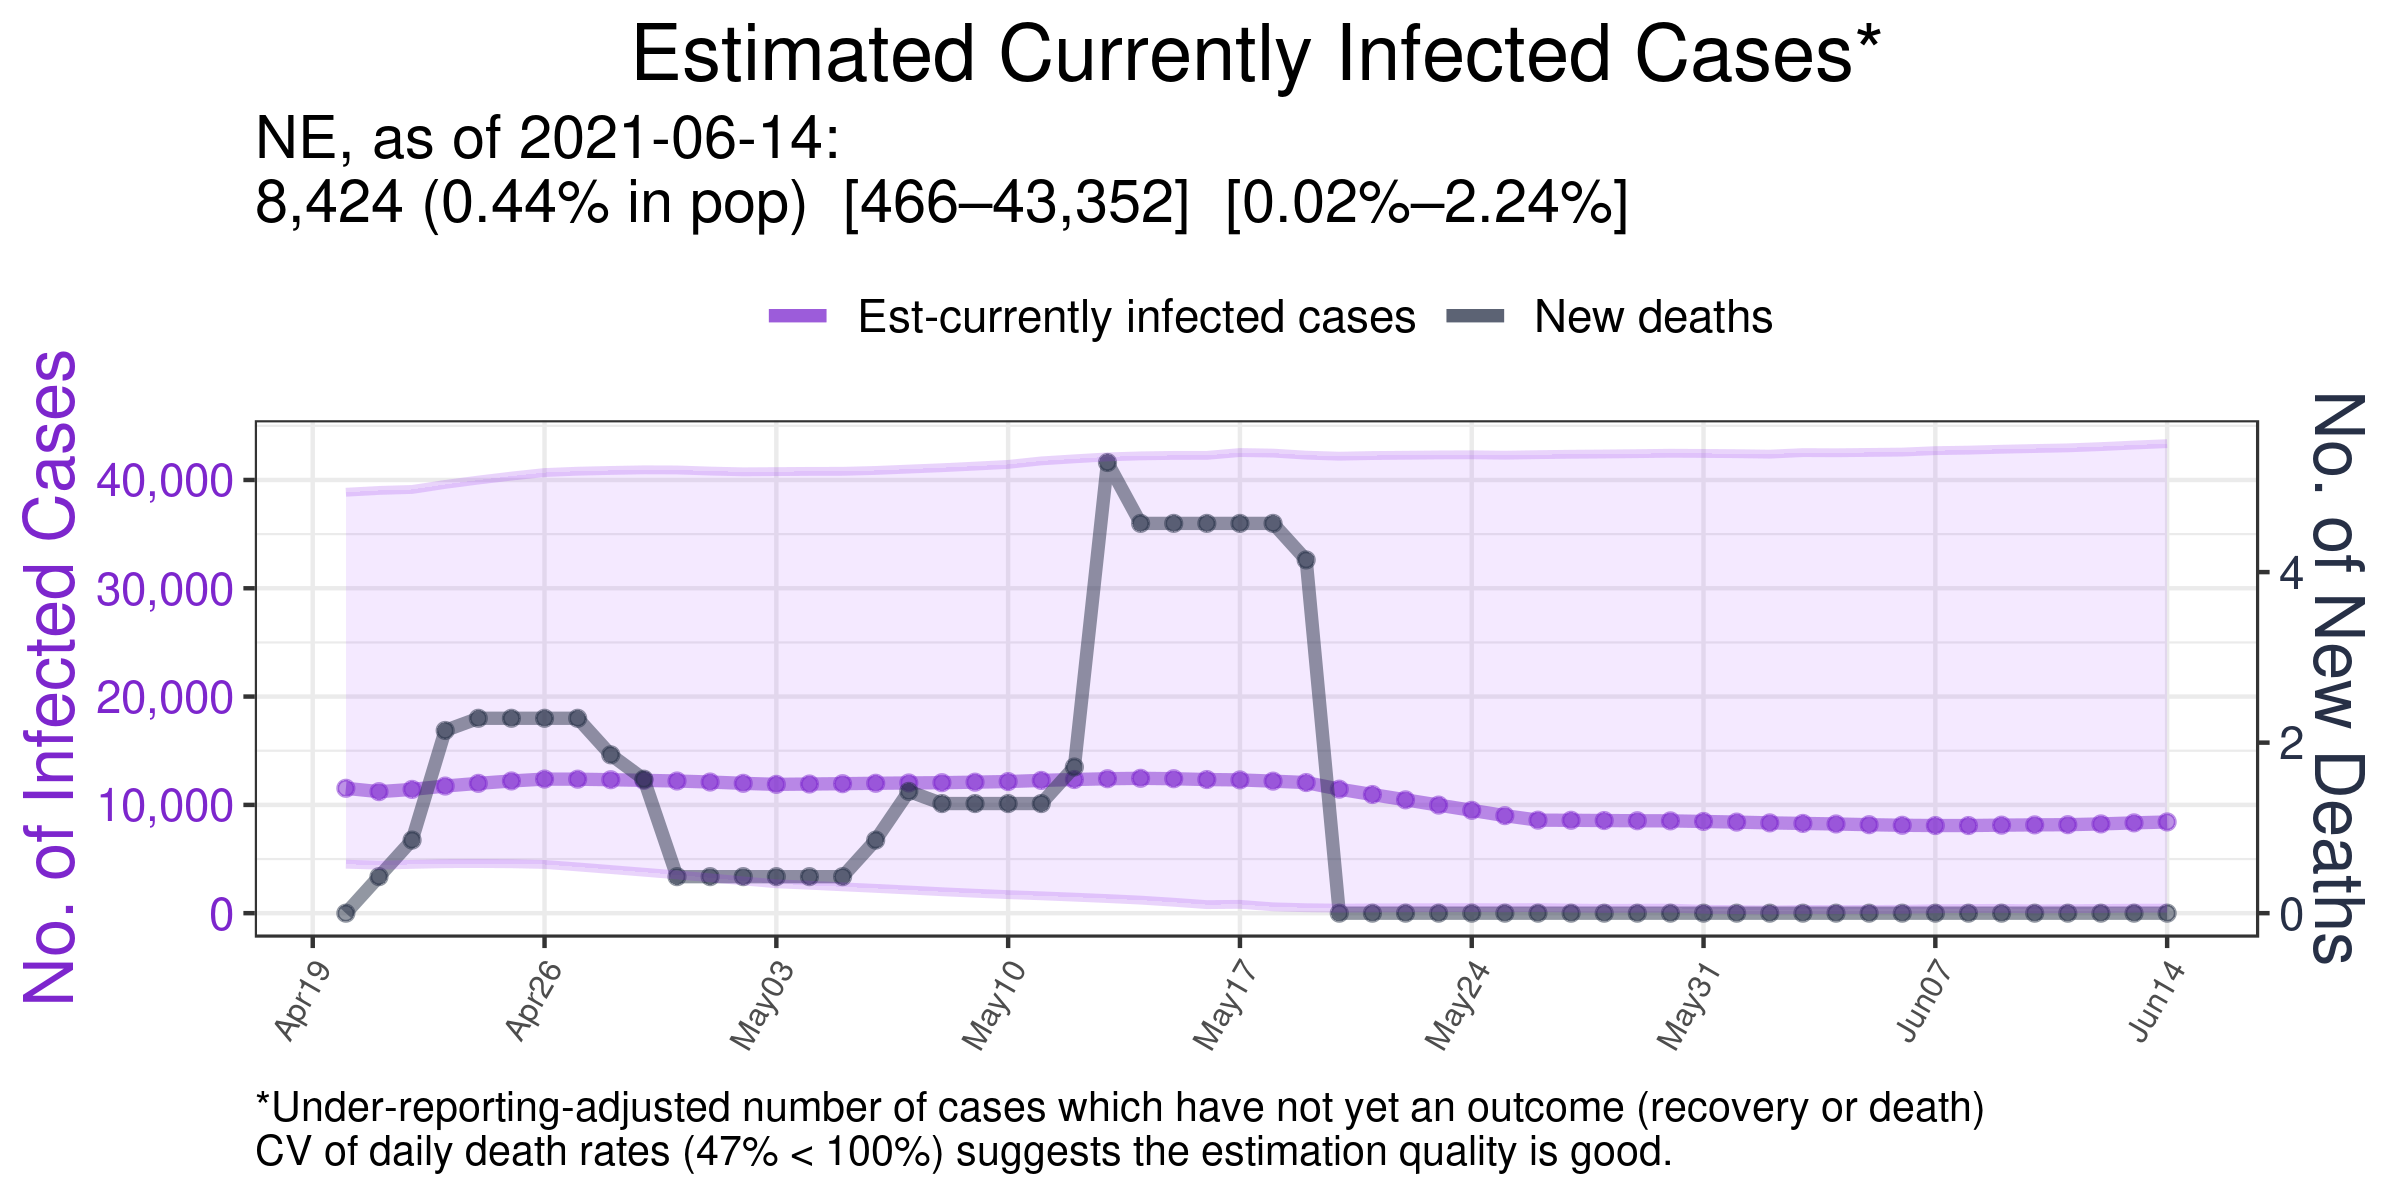 Estimated Currently Infected Cases*
NE, as of 2021-06-14:
8,424 (0.44% in pop) [466–43,352] [0.02%–2.24%]
Est-currently infected cases
New deaths
No. of Infected Cases
40,000
30,000
20,000
10,000
0
No. of New Deaths
4
2
0
Apr19
Apr26
May03
May10
May17
May24
May31
Jun07
Jun14
*Under-reporting-adjusted number of cases which have not yet an outcome (recovery or death)
CV of daily death rates (47% < 100%) suggests the estimation quality is good.